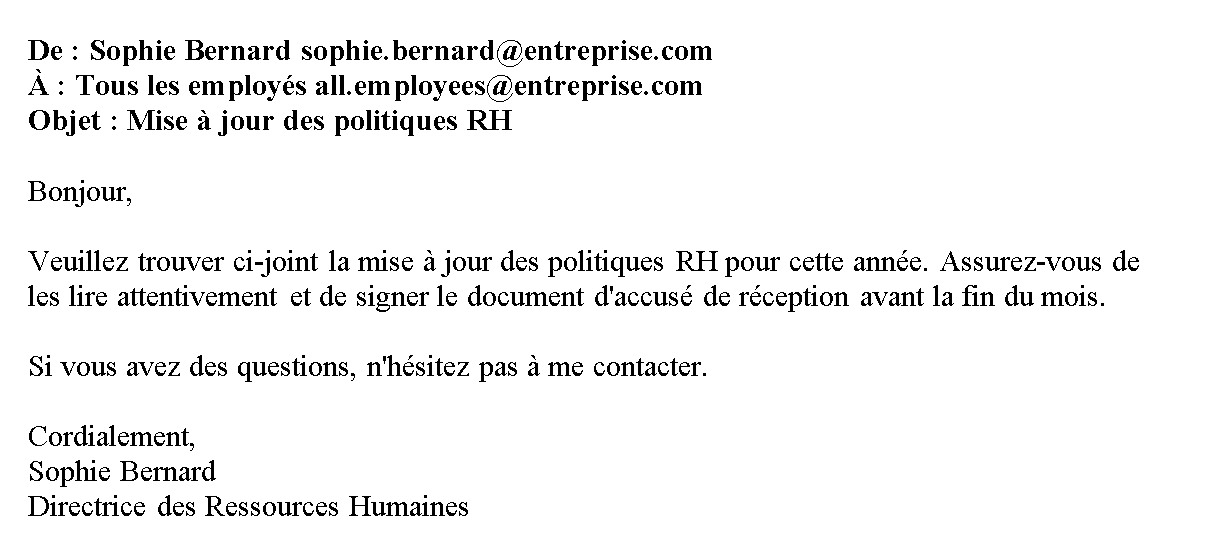 De : Sophie Bernard sophie.bernard@entreprise.com
À : Tous les employés all.employees@entreprise.com
Objet : Mise à jour des politiques RH
Bonjour,
Veuillez trouver ci-joint la mise à jour des politiques RH pour cette année. Assurez-vous de
les lire attentivement et de signer le document d'accusé de réception avant la fin du mois.
Si vous avez des questions, n'hésitez pas à me contacter.
Cordialement,
Sophie Bernard
Directrice des Ressources Humaines